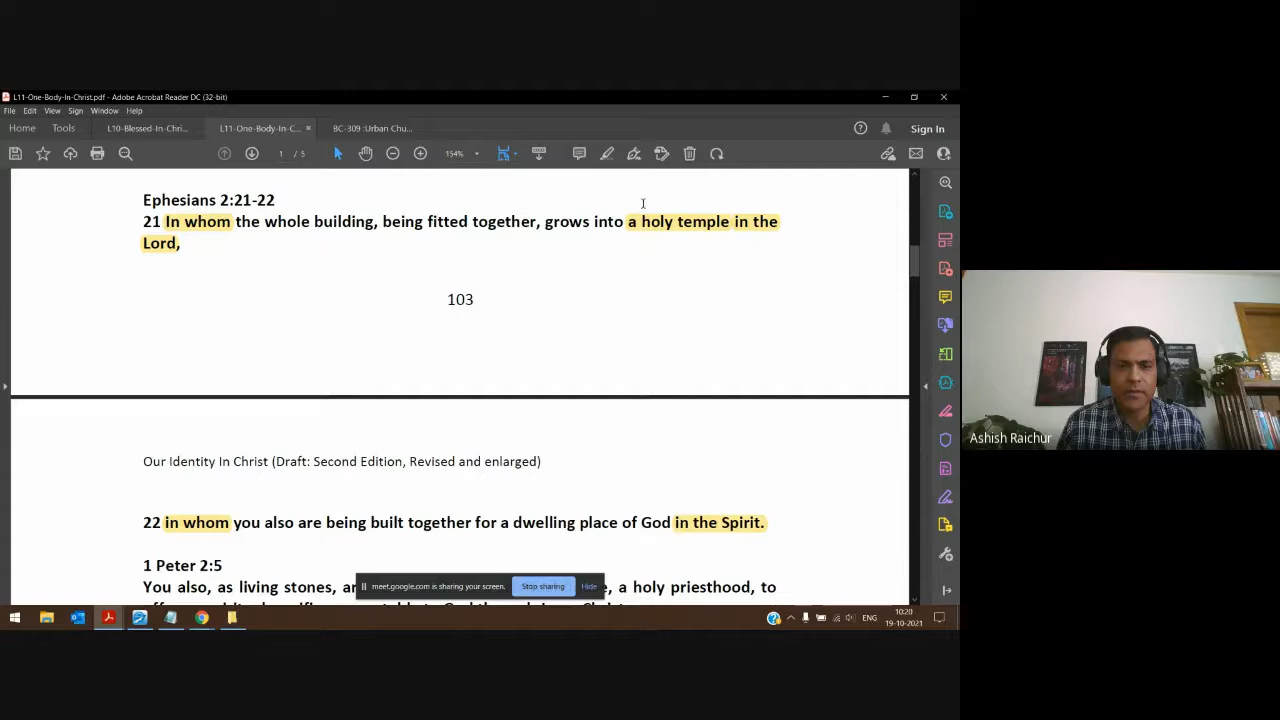 L11-One-Body-In-Christ.pdf - Adobe Acrobat Reader DC (32-bit)
File Edit View Sign Window Help
Home Tools L10-Blessed-In-Chri... L11-One-Body-In-C... × BC-309 :Urban Chu... Sign In
1 / 5 154%
Ephesians 2:21-22
21 In whom the whole building, being fitted together, grows into a holy temple in the
Lord,
103
Our Identity In Christ (Draft: Second Edition, Revised and enlarged)
22 in whom you also are being built together for a dwelling place of God in the Spirit.
1 Peter 2:5
You also, as living stones, a holy priesthood, to
meet.google.com is sharing your screen. Stop sharing Hide
Ashish Raichur
ENG 10:20
19-10-2021